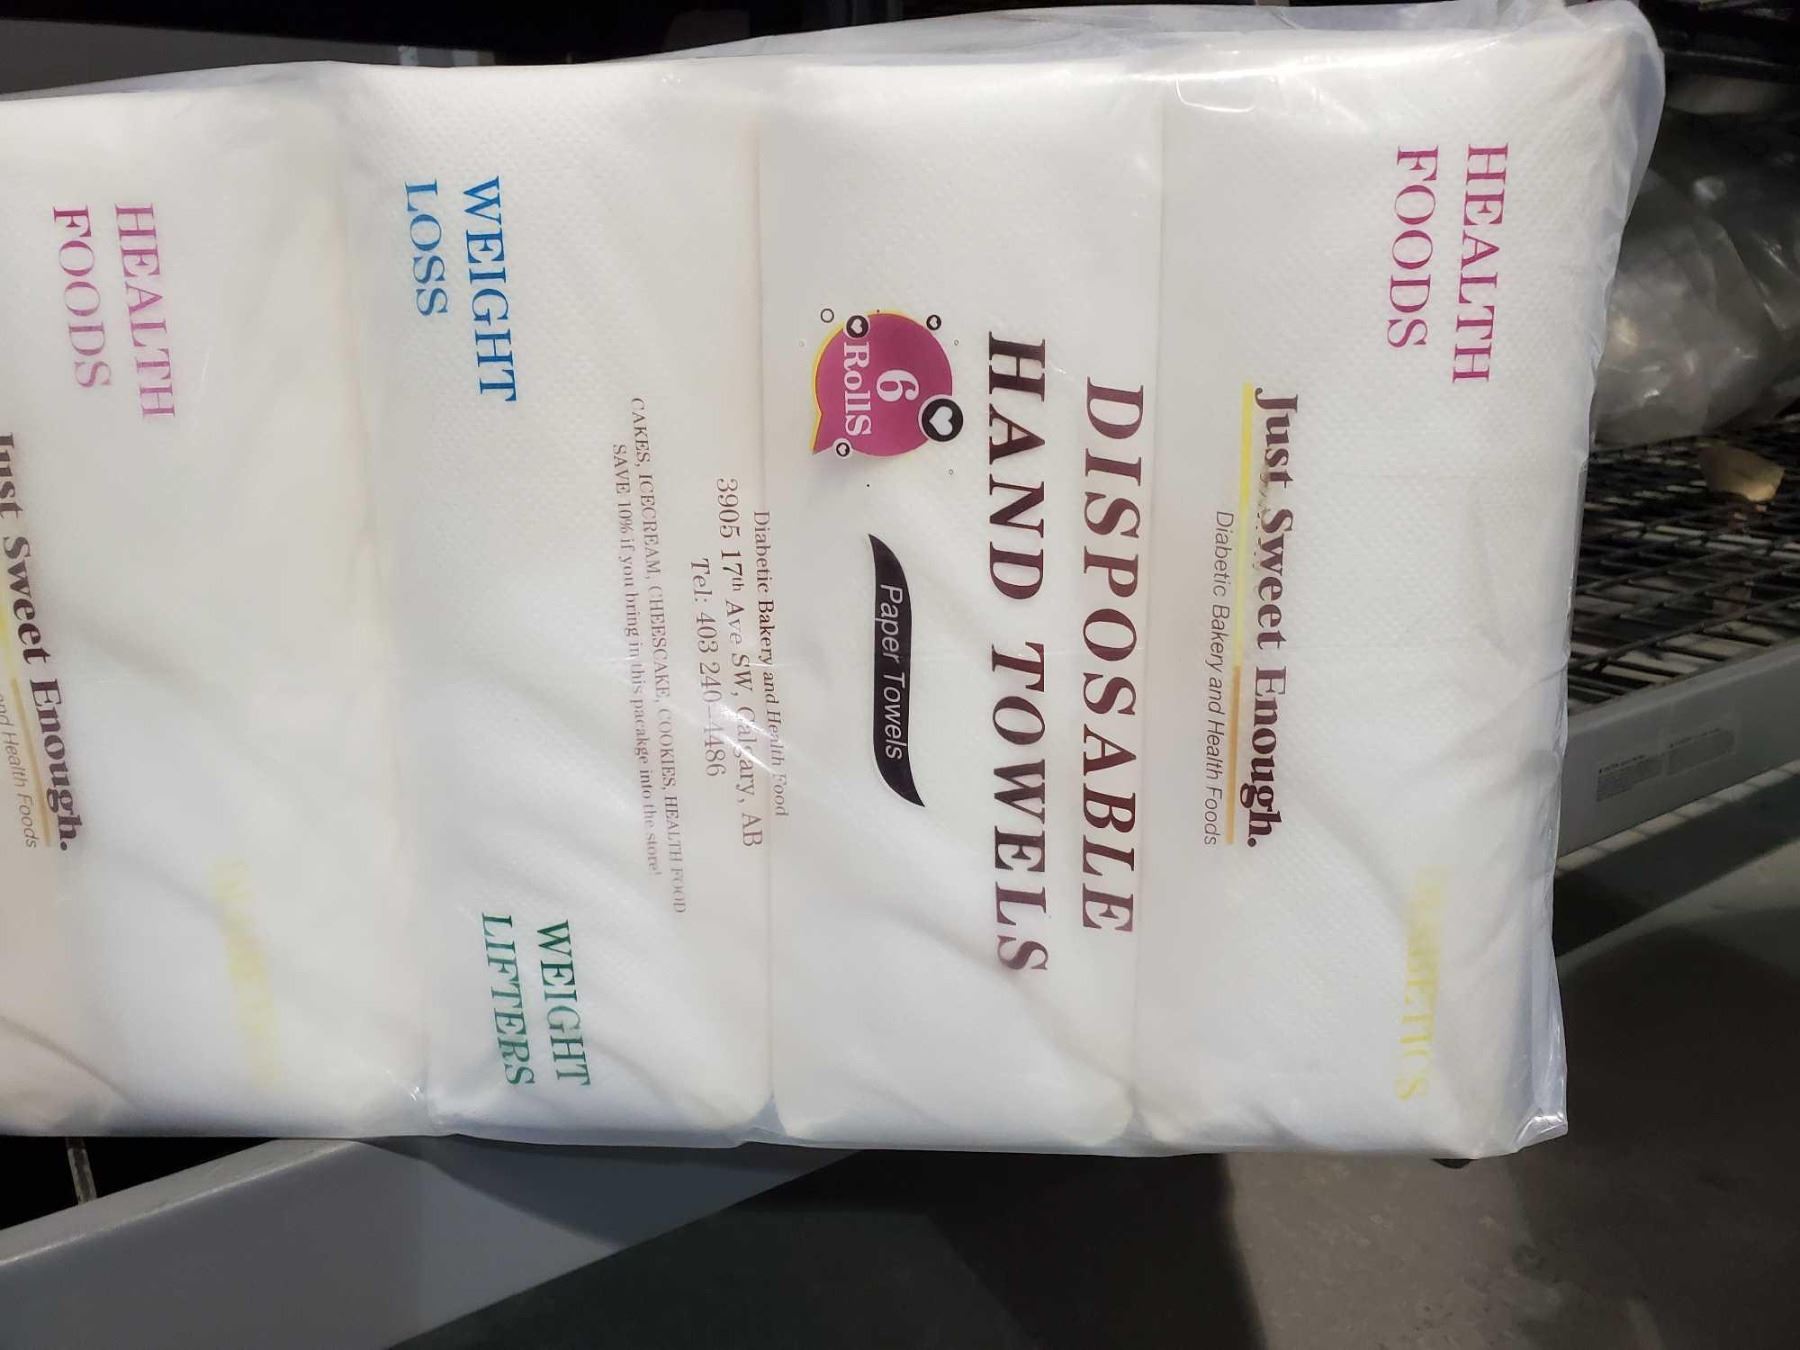 HEALTH
FOODS
Just Sweet Enough.
Diabetic Bakery and Health Foods
DIABETICS
DISPOSABLE
HAND TOWELS
6
Rolls
Paper Towels
Diabetic Bakery and Health Food
3905 17th Ave SW, Calgary, AB
Tel: 403 240-4486
CAKES, ICECREAM, CHEESCAKE, COOKIES, HEALTH FOOD
SAVE 10% if you bring in this pacakge into the store!
WEIGHT
LOSS
WEIGHT
LIFTERS
HEALTH
FOODS
Just Sweet Enough.
and Health Foods